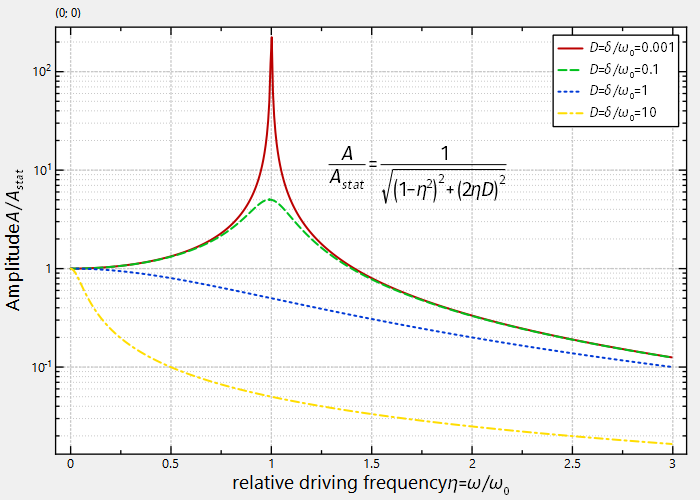 (0; 0)
D=δ/ω₀=0.001
D=δ/ω₀=0.1
D=δ/ω₀=1
D=δ/ω₀=10
A/A_stat = 1/√((1−η²)²+(2ηD)²)
AmplitudeA/A_stat
10²
10¹
1
10⁻¹
0 0.5 1 1.5 2 2.5 3
relative driving frequencyη=ω/ω₀